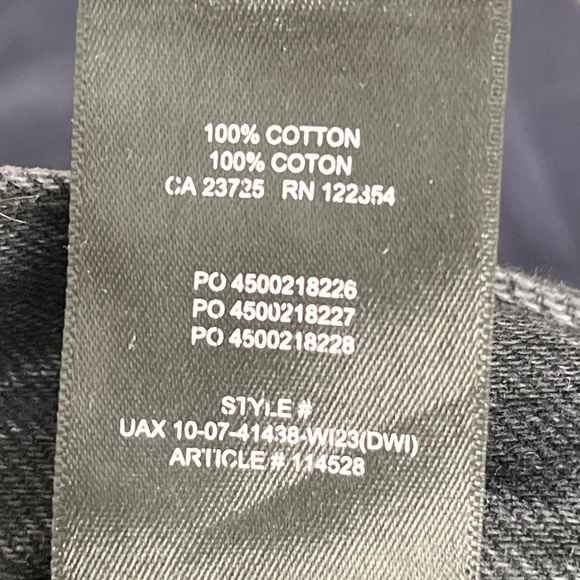 100% COTTON
100% COTON
CA 23725 RN 122354
PO 4500218226
PO 4500218227
PO 4500218228
STYLE #
UAX 10-07-41438-WI23(DWI)
ARTICLE # 114528